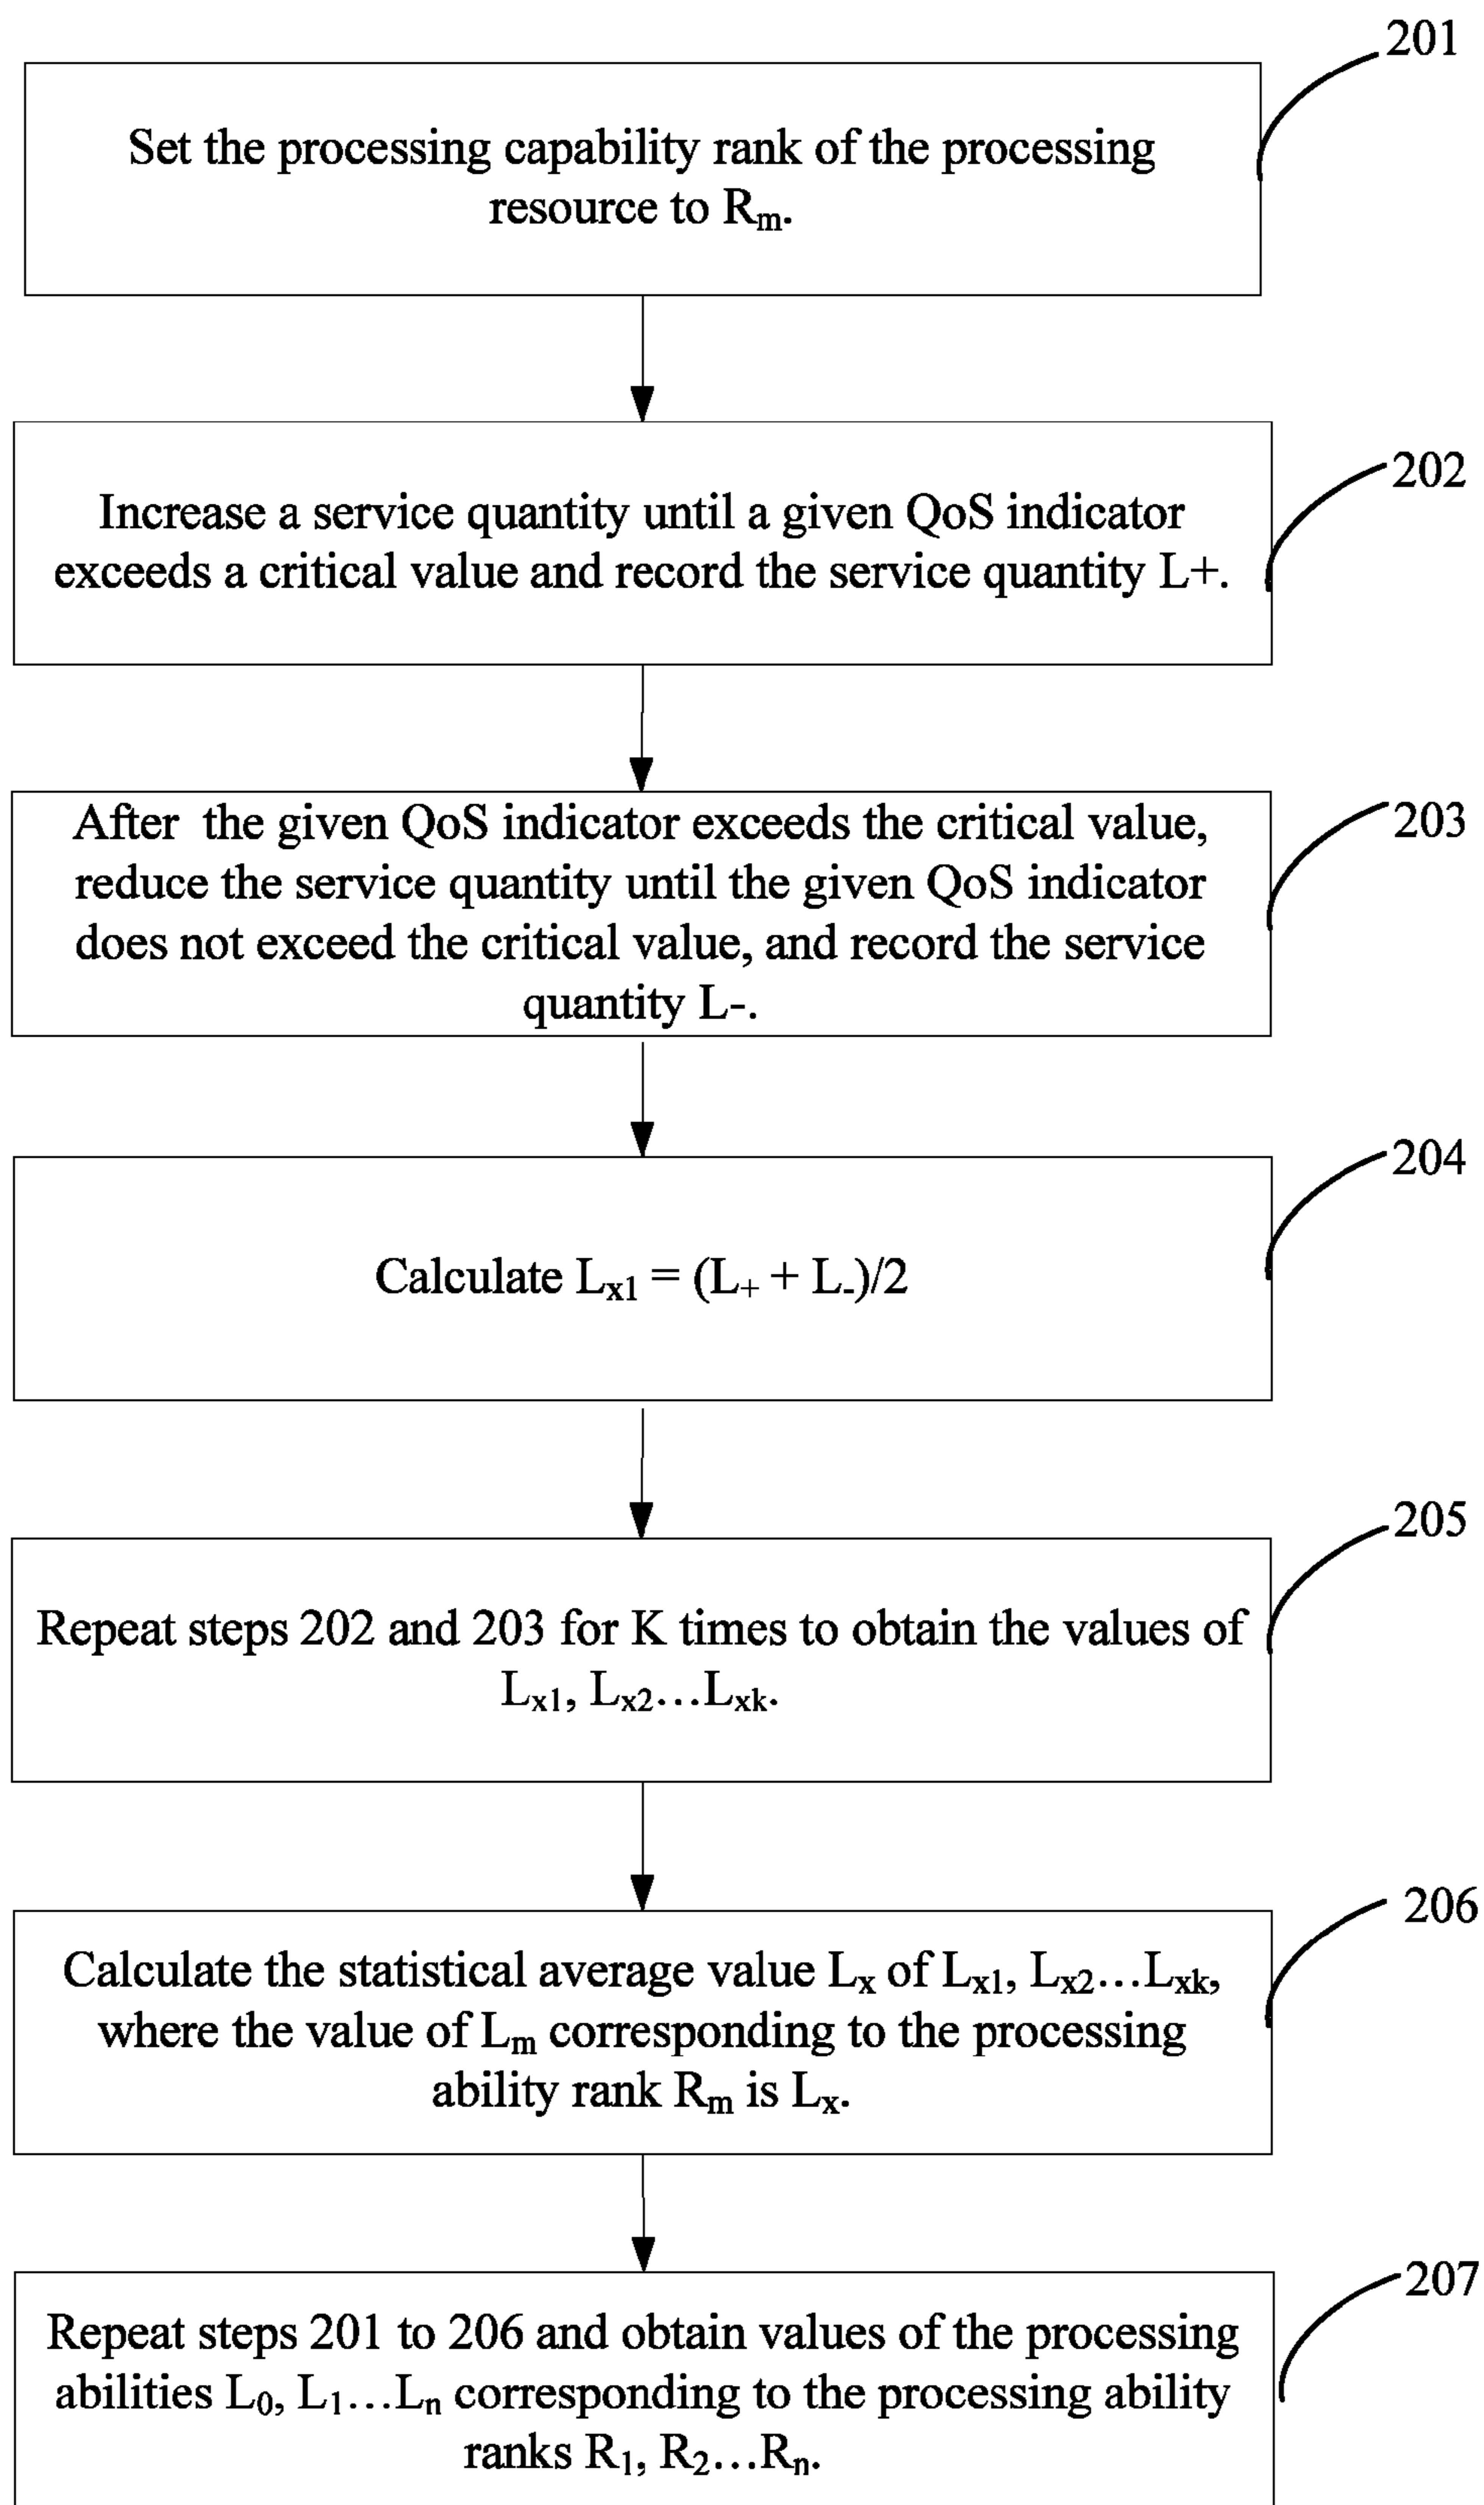 201
Set the processing capability rank of the processing
resource to Rₘ.
202
Increase a service quantity until a given QoS indicator
exceeds a critical value and record the service quantity L+.
203
After the given QoS indicator exceeds the critical value,
reduce the service quantity until the given QoS indicator
does not exceed the critical value, and record the service
quantity L-.
204
Calculate Lₓ₁ = (L₊ + L₋)/2
205
Repeat steps 202 and 203 for K times to obtain the values of
Lₓ₁, Lₓ₂…Lₓₖ.
206
Calculate the statistical average value Lₓ of Lₓ₁, Lₓ₂…Lₓₖ,
where the value of Lₘ corresponding to the processing
ability rank Rₘ is Lₓ.
207
Repeat steps 201 to 206 and obtain values of the processing
abilities L₀, L₁…Lₙ corresponding to the processing ability
ranks R₁, R₂…Rₙ.